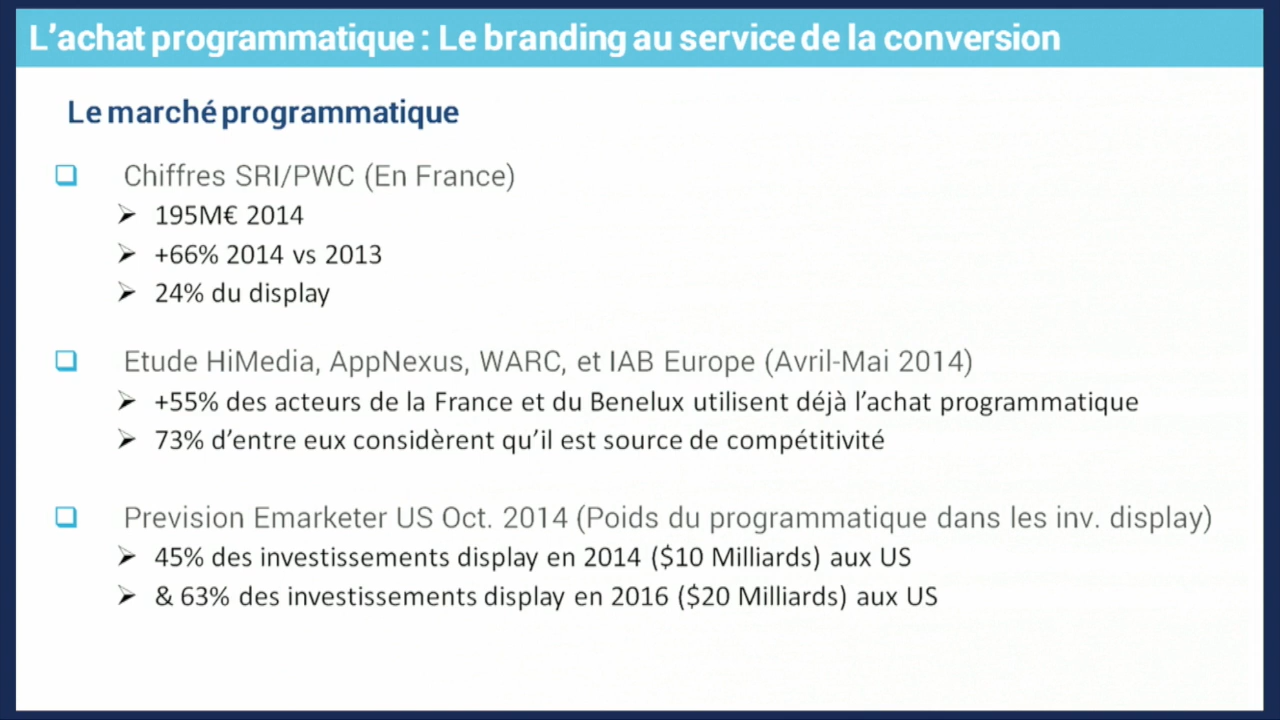 L'achat programmatique : Le branding au service de la conversion
Le marché programmatique
❑ Chiffres SRI/PWC (En France)
➢ 195M€ 2014
➢ +66% 2014 vs 2013
➢ 24% du display
❑ Etude HiMedia, AppNexus, WARC, et IAB Europe (Avril-Mai 2014)
➢ +55% des acteurs de la France et du Benelux utilisent déjà l'achat programmatique
➢ 73% d'entre eux considèrent qu'il est source de compétitivité
❑ Prevision Emarketer US Oct. 2014 (Poids du programmatique dans les inv. display)
➢ 45% des investissements display en 2014 ($10 Milliards) aux US
➢ & 63% des investissements display en 2016 ($20 Milliards) aux US